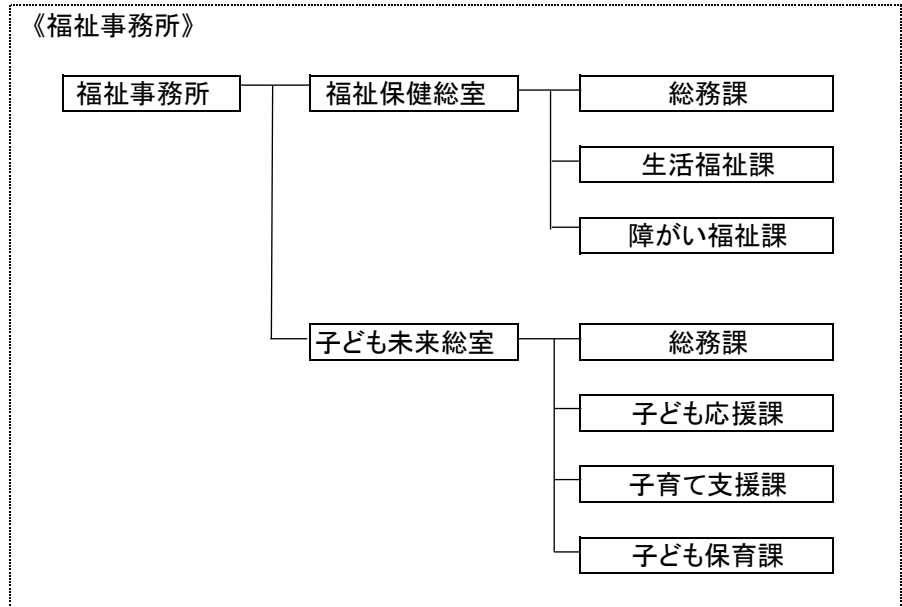 《福祉事務所》
福祉事務所 福祉保健総室 総務課
生活福祉課
障がい福祉課
子ども未来総室 総務課
子ども応援課
子育て支援課
子ども保育課